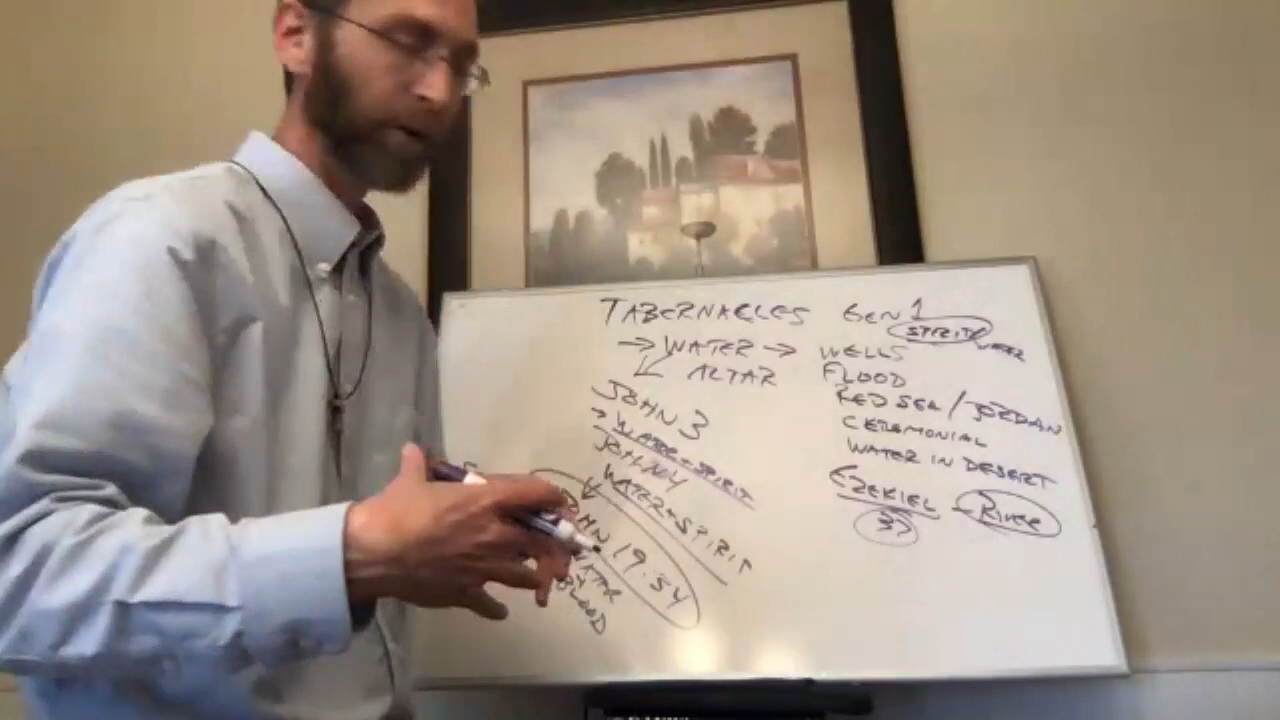 TABERNACLES
→ WATER →
ALTAR
JOHN 3
→ WATER + SPIRIT
JOHN 4
WATER + SPIRIT
JOHN 19:54
WATER
+
BLOOD
GEN 1
SPIRIT/WATER
WELLS
FLOOD
RED SEA / JORDAN
CEREMONIAL
WATER IN DESERT
EZEKIEL - RIVER
37